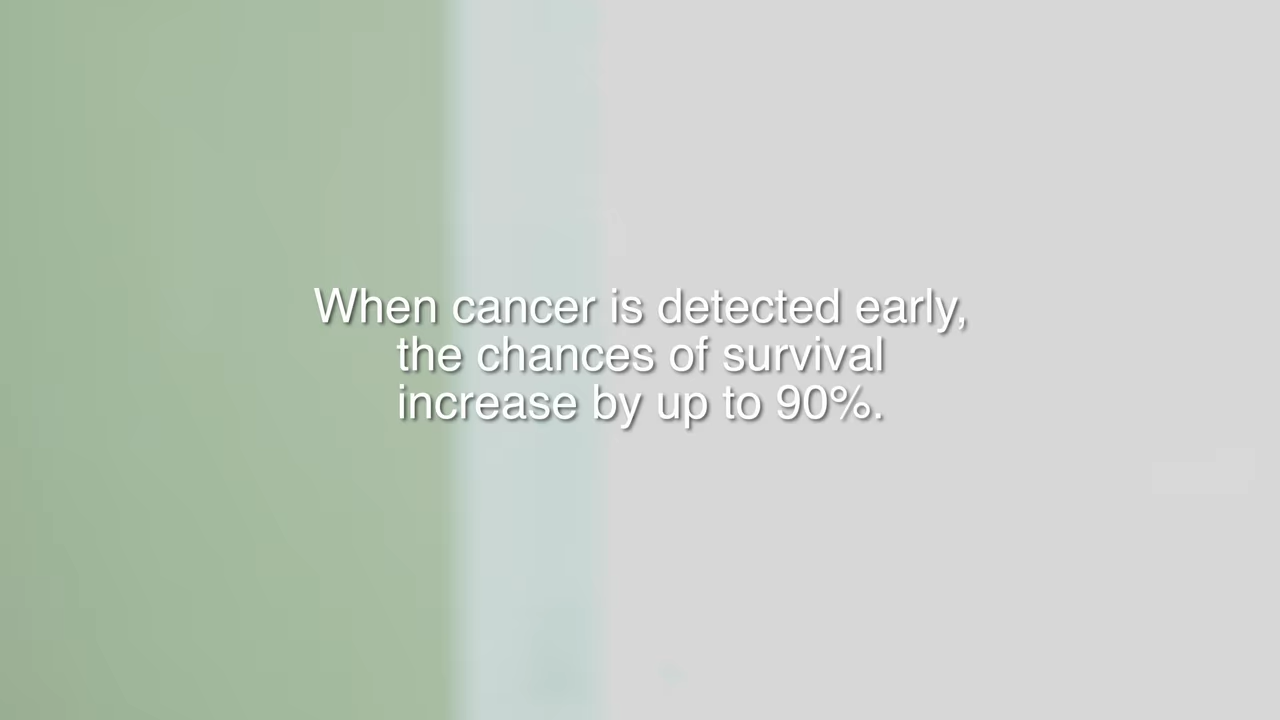 When cancer is detected early,
the chances of survival
increase by up to 90%.